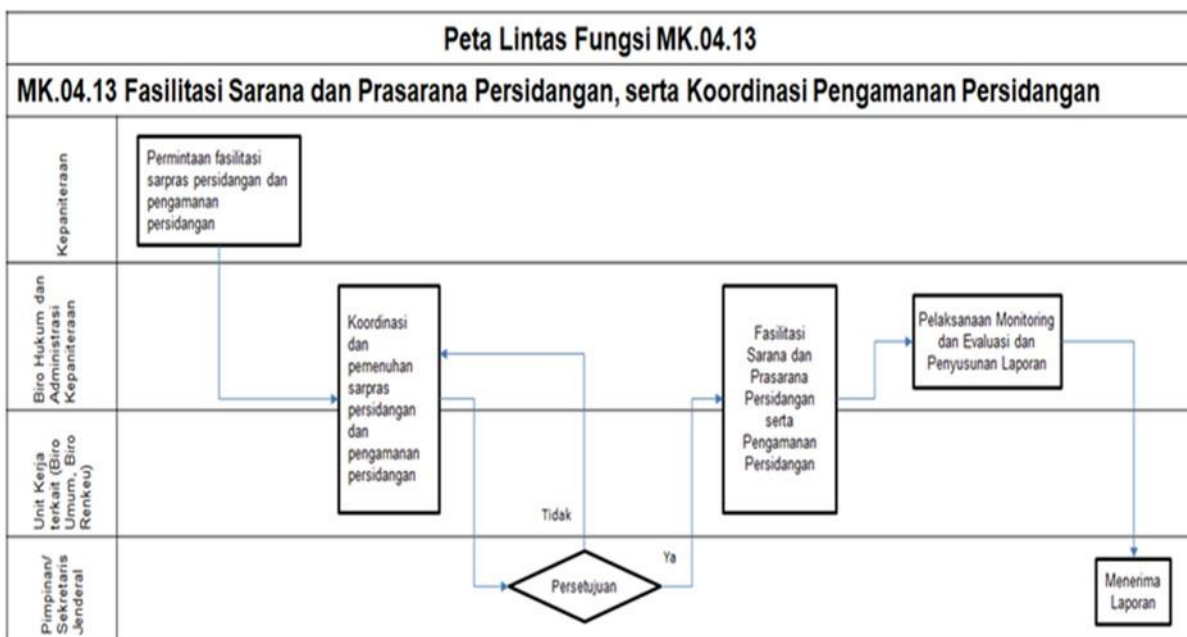 Peta Lintas Fungsi MK.04.13
MK.04.13 Fasilitasi Sarana dan Prasarana Persidangan, serta Koordinasi Pengamanan Persidangan
Kepaniteraan
Permintaan fasilitasi
sarpras persidangan dan
pengamanan
persidangan
Biro Hukum dan
Administrasi
Kepaniteraan
Koordinasi
dan
pemenuhan
sarpras
persidangan
dan
pengamanan
persidangan
Fasilitasi
Sarana dan
Prasarana
Persidangan
serta
Pengamanan
Persidangan
Pelaksanaan Monitoring
dan Evaluasi dan
Penyusunan Laporan
Unit Kerja
terkait (Biro
Umum, Biro
Renkeu)
Tidak
Ya
Pimpinan/
Sekretaris
Jenderal
Persetujuan
Menerima
Laporan